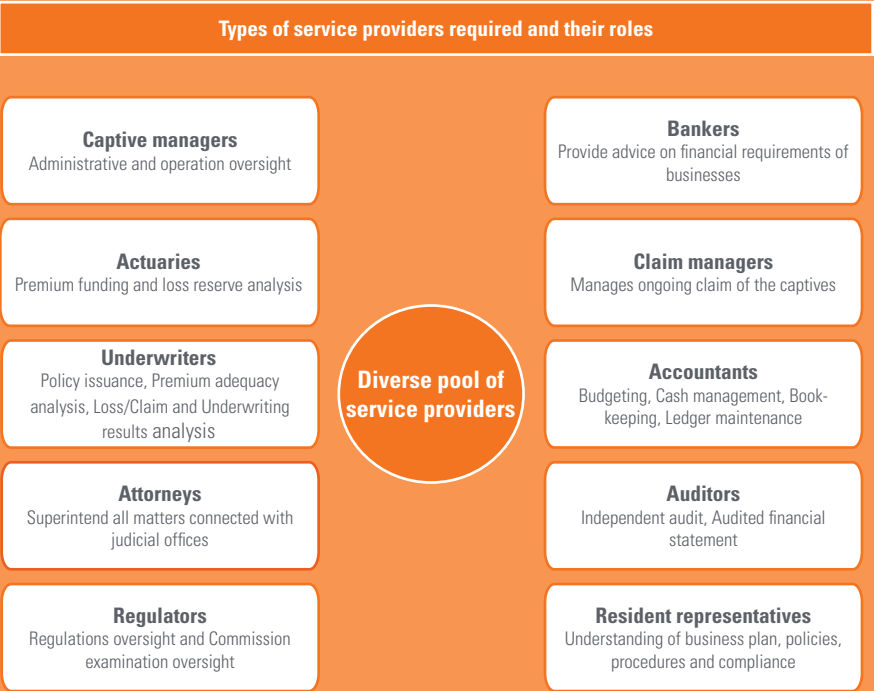 Types of service providers required and their roles
Captive managers
Administrative and operation oversight
Actuaries
Premium funding and loss reserve analysis
Underwriters
Policy issuance, Premium adequacy
analysis, Loss/Claim and Underwriting
results analysis
Attorneys
Superintend all matters connected with
judicial offices
Regulators
Regulations oversight and Commission
examination oversight
Diverse pool of
service providers
Bankers
Provide advice on financial requirements of
businesses
Claim managers
Manages ongoing claim of the captives
Accountants
Budgeting, Cash management, Book-
keeping, Ledger maintenance
Auditors
Independent audit, Audited financial
statement
Resident representatives
Understanding of business plan, policies,
procedures and compliance